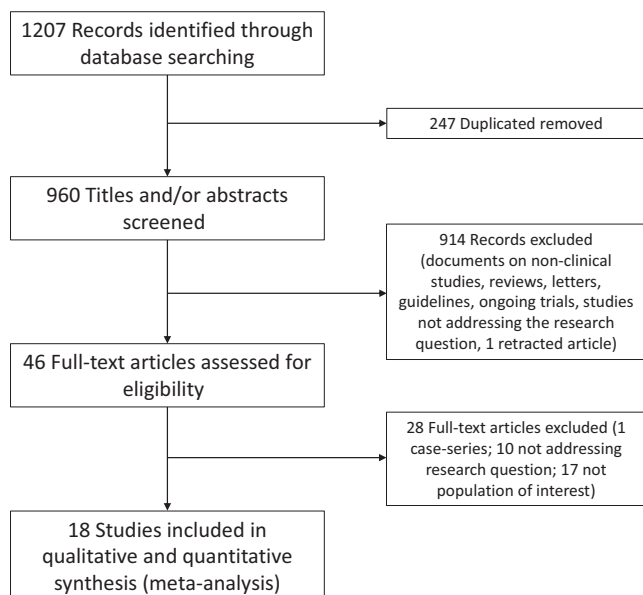 1207 Records identified through
database searching
247 Duplicated removed
960 Titles and/or abstracts
screened
914 Records excluded
(documents on non-clinical
studies, reviews, letters,
guidelines, ongoing trials, studies
not addressing the research
question, 1 retracted article)
46 Full-text articles assessed for
eligibility
28 Full-text articles excluded (1
case-series; 10 not addressing
research question; 17 not
population of interest)
18 Studies included in
qualitative and quantitative
synthesis (meta-analysis)